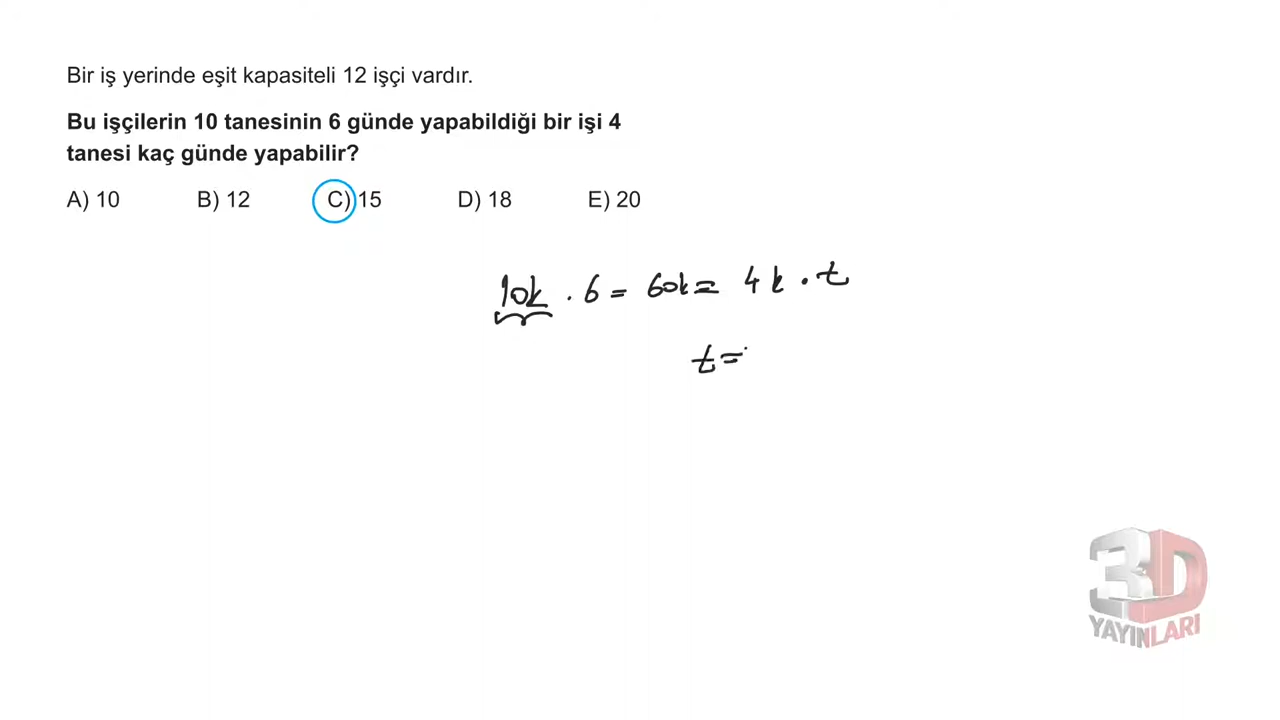 Bir iş yerinde eşit kapasiteli 12 işçi vardır.
Bu işçilerin 10 tanesinin 6 günde yapabildiği bir işi 4
tanesi kaç günde yapabilir?
A) 10 B) 12 C) 15 D) 18 E) 20
10k . 6 = 60k = 4k . t
t =
3D
YAYINLARI